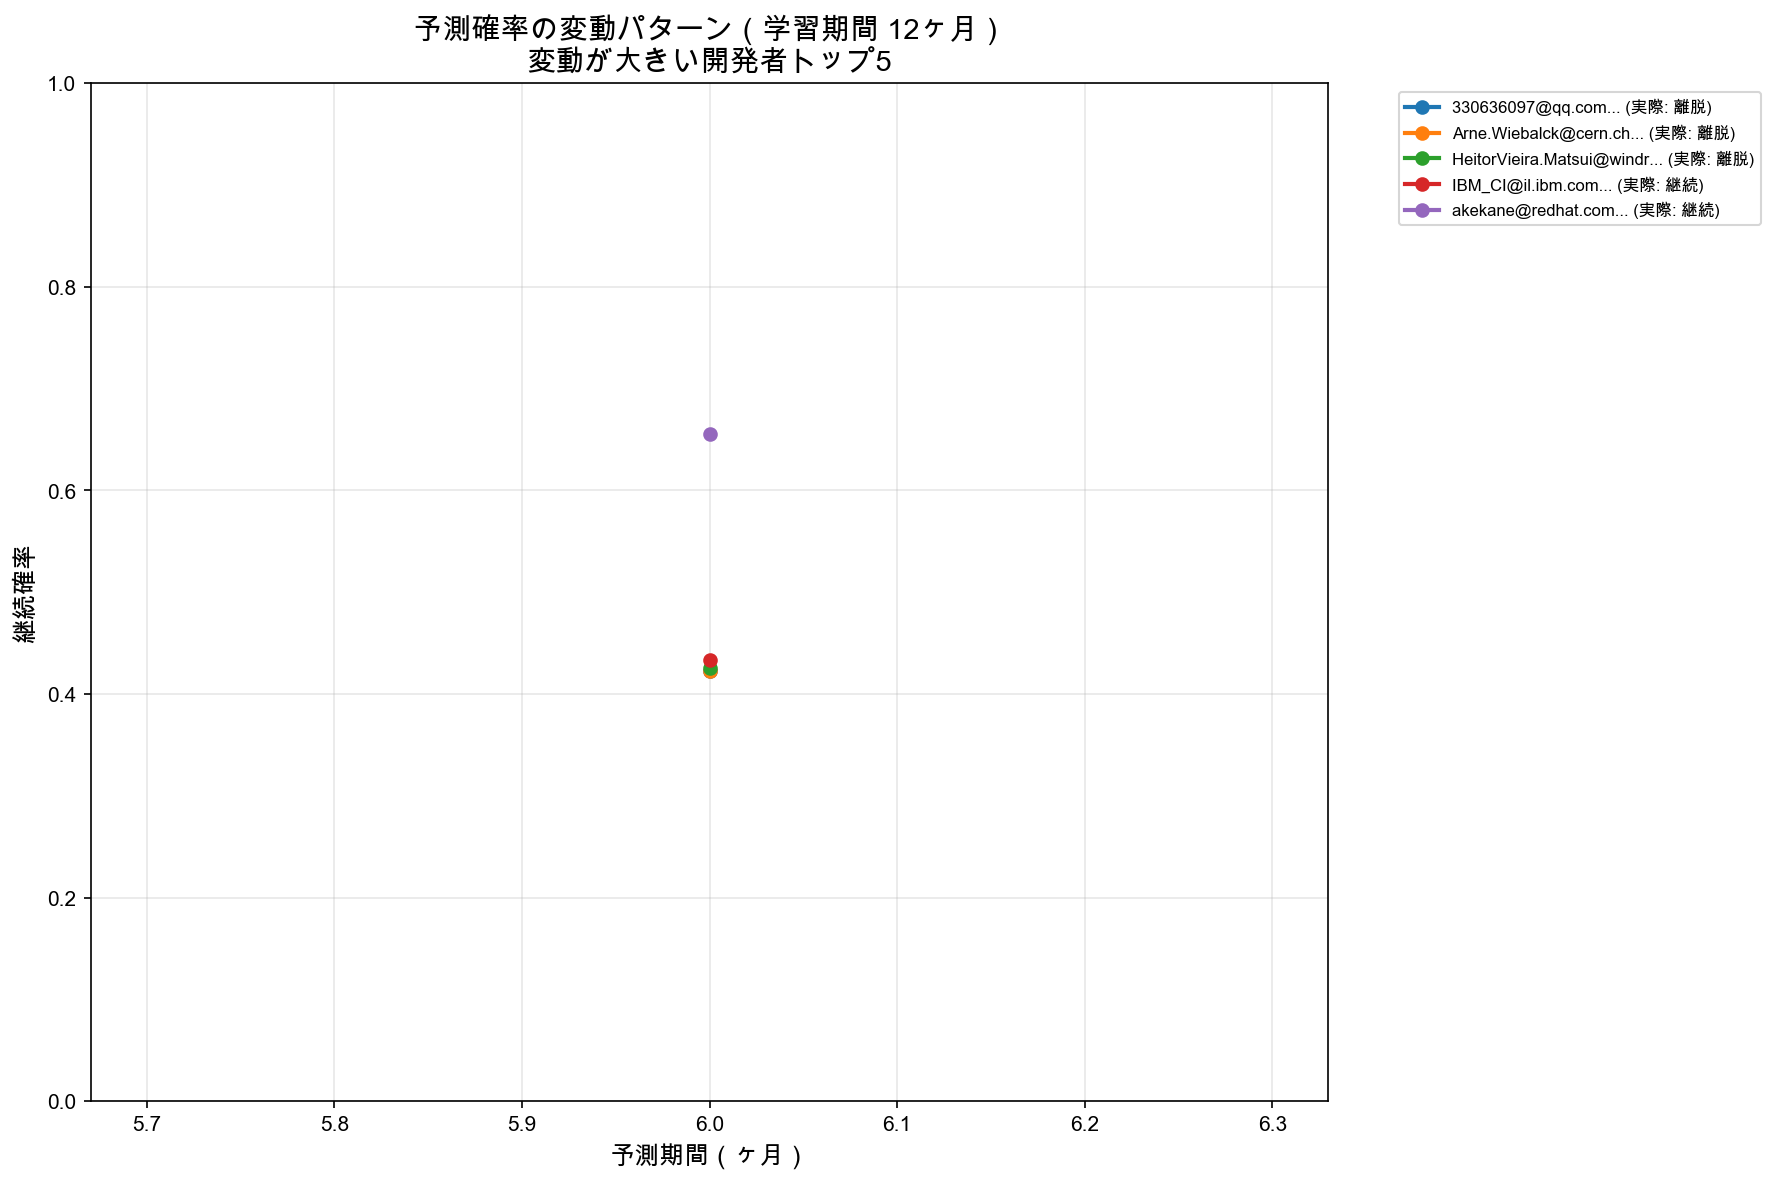 予測確率の変動パターン（学習期間 12ヶ月）
変動が大きい開発者トップ5
1.0
0.8
0.6
0.4
0.2
0.0
継続確率
5.7 5.8 5.9 6.0 6.1 6.2 6.3
予測期間（ヶ月）
330636097@qq.com... (実際: 離脱)
Arne.Wiebalck@cern.ch... (実際: 離脱)
HeitorVieira.Matsui@windr... (実際: 離脱)
IBM_CI@il.ibm.com... (実際: 継続)
akekane@redhat.com... (実際: 継続)